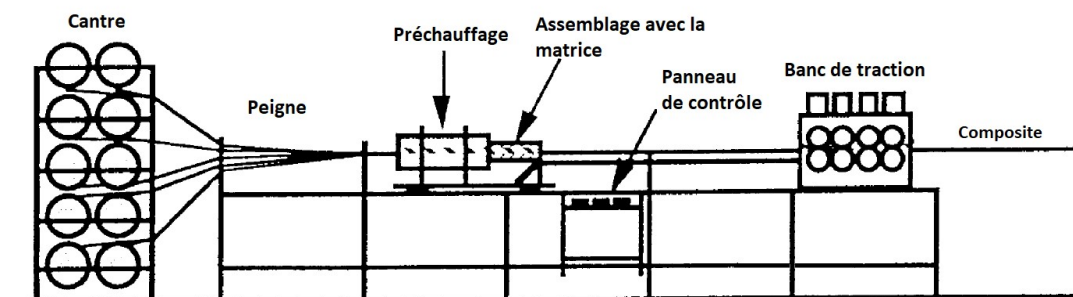 Cantre
Préchauffage
Assemblage avec la
matrice
Peigne
Panneau
de contrôle
Banc de traction
Composite